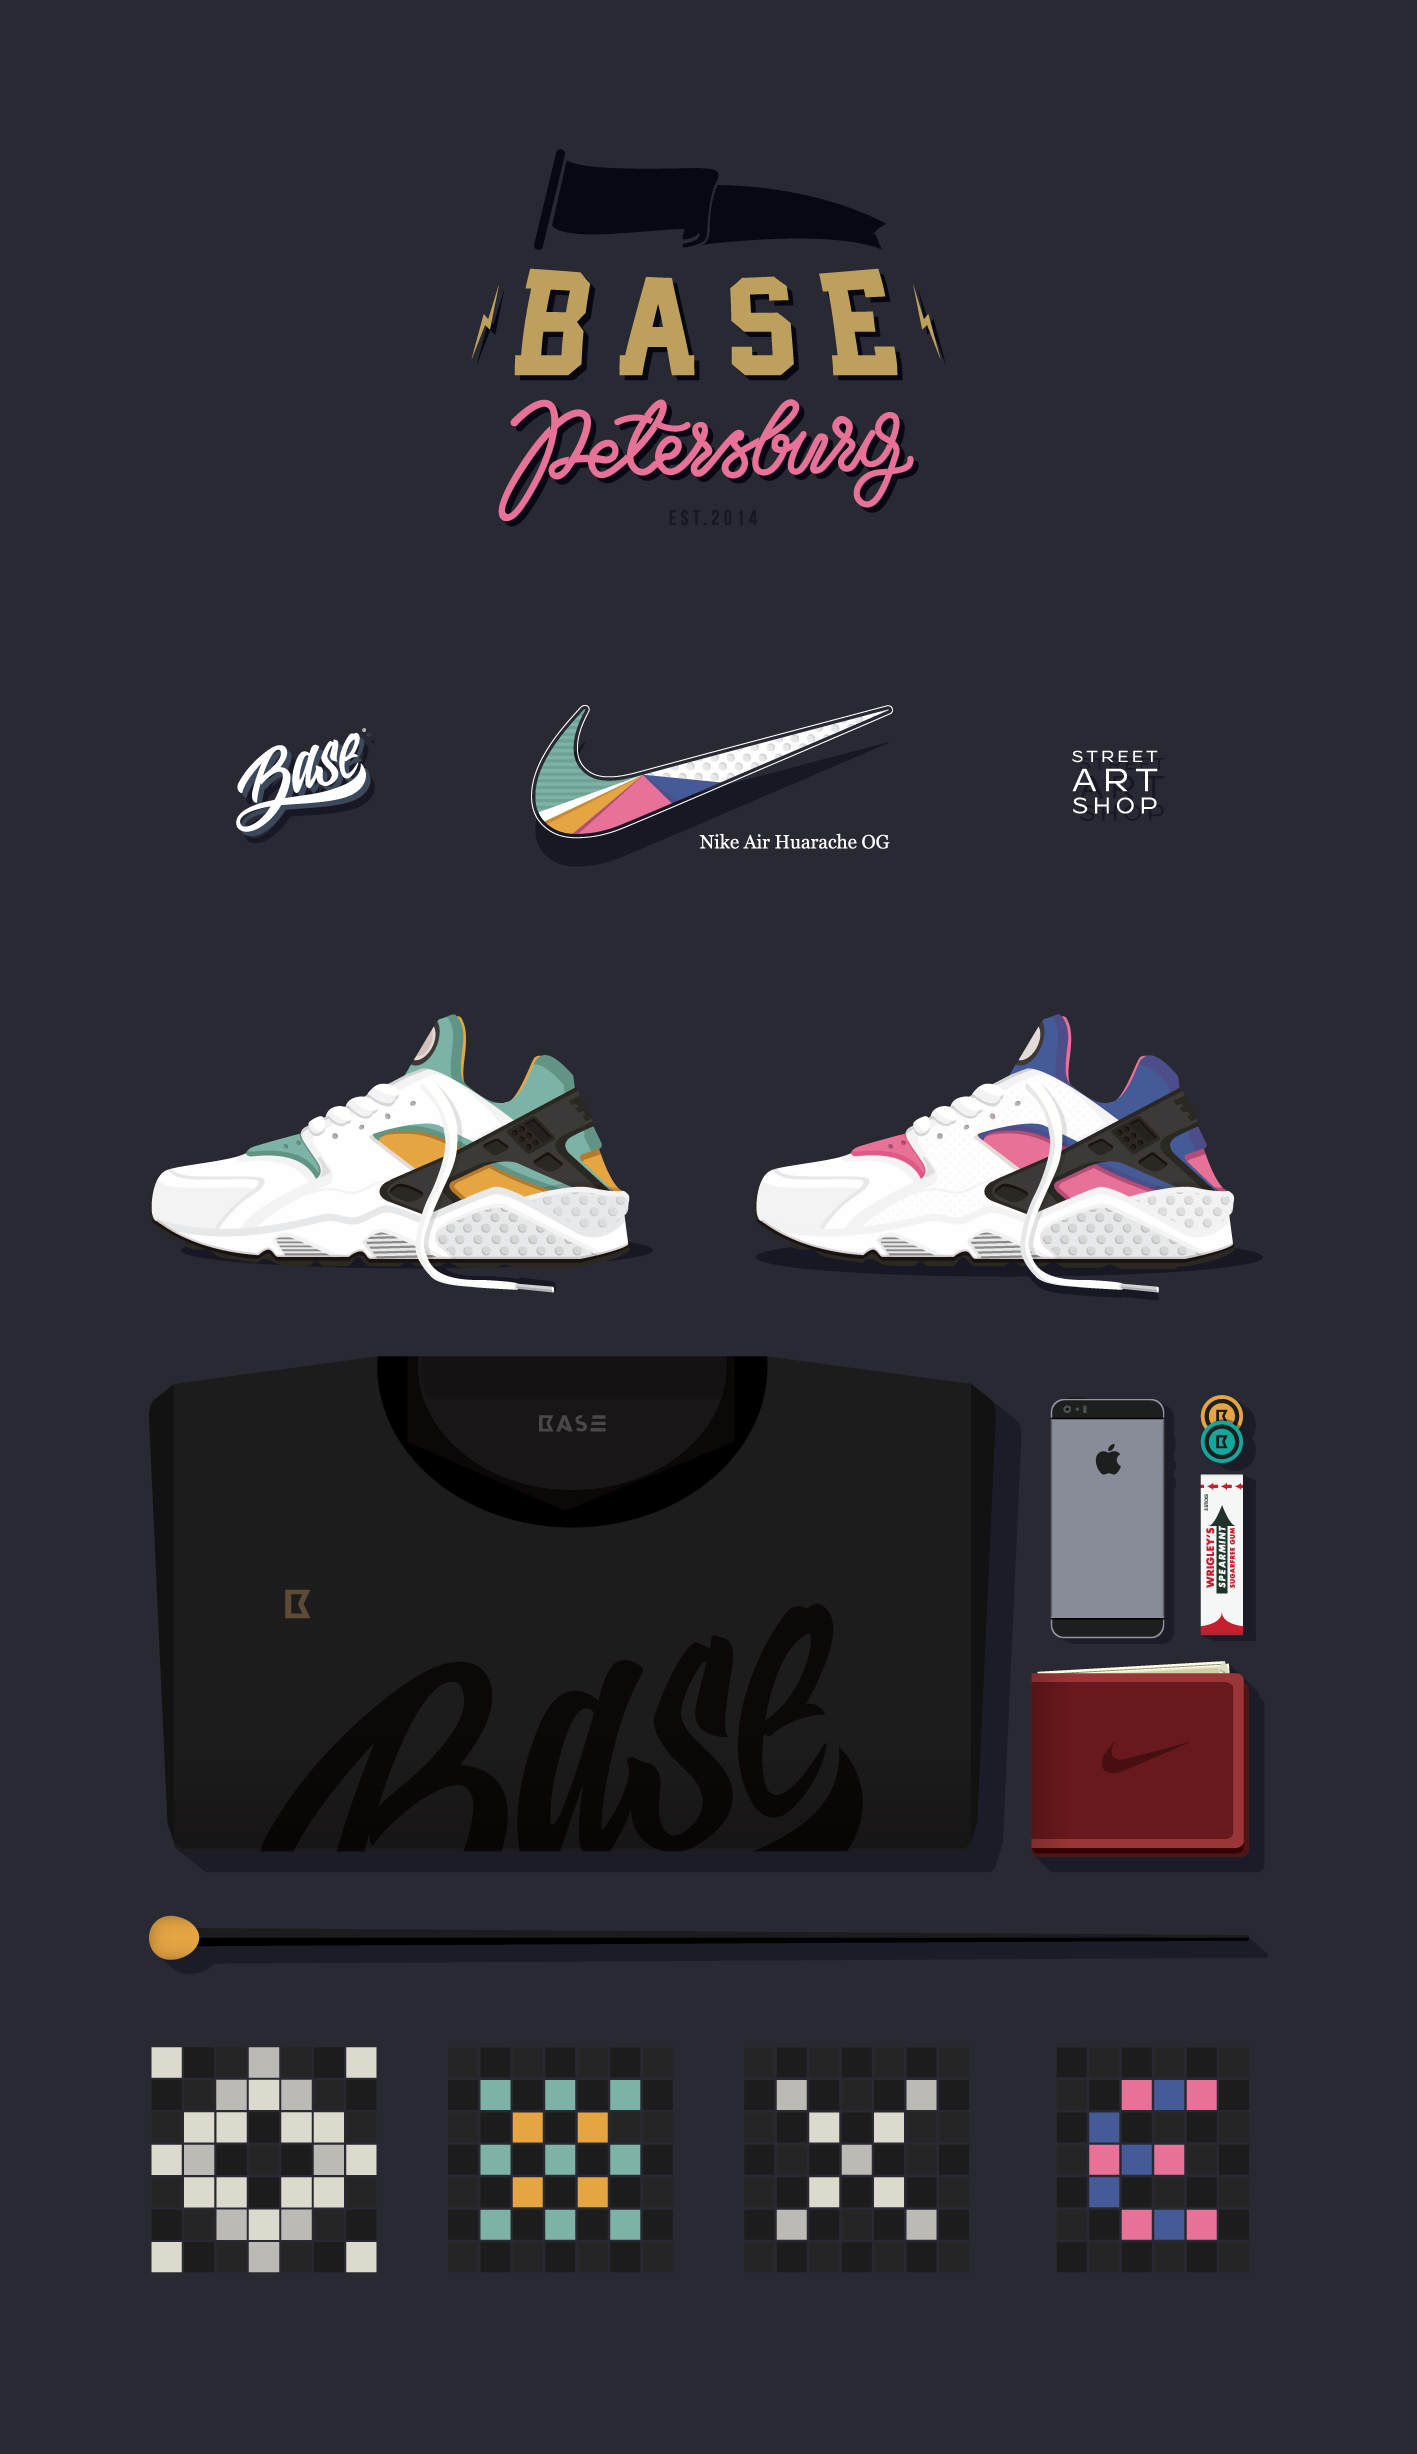 BASE
Petersburg
EST.2014
Base
Nike Air Huarache OG
STREET
ART
SHOP
BASE
Base
WRIGLEY'S
SPEARMINT
SUGARFREE GUM